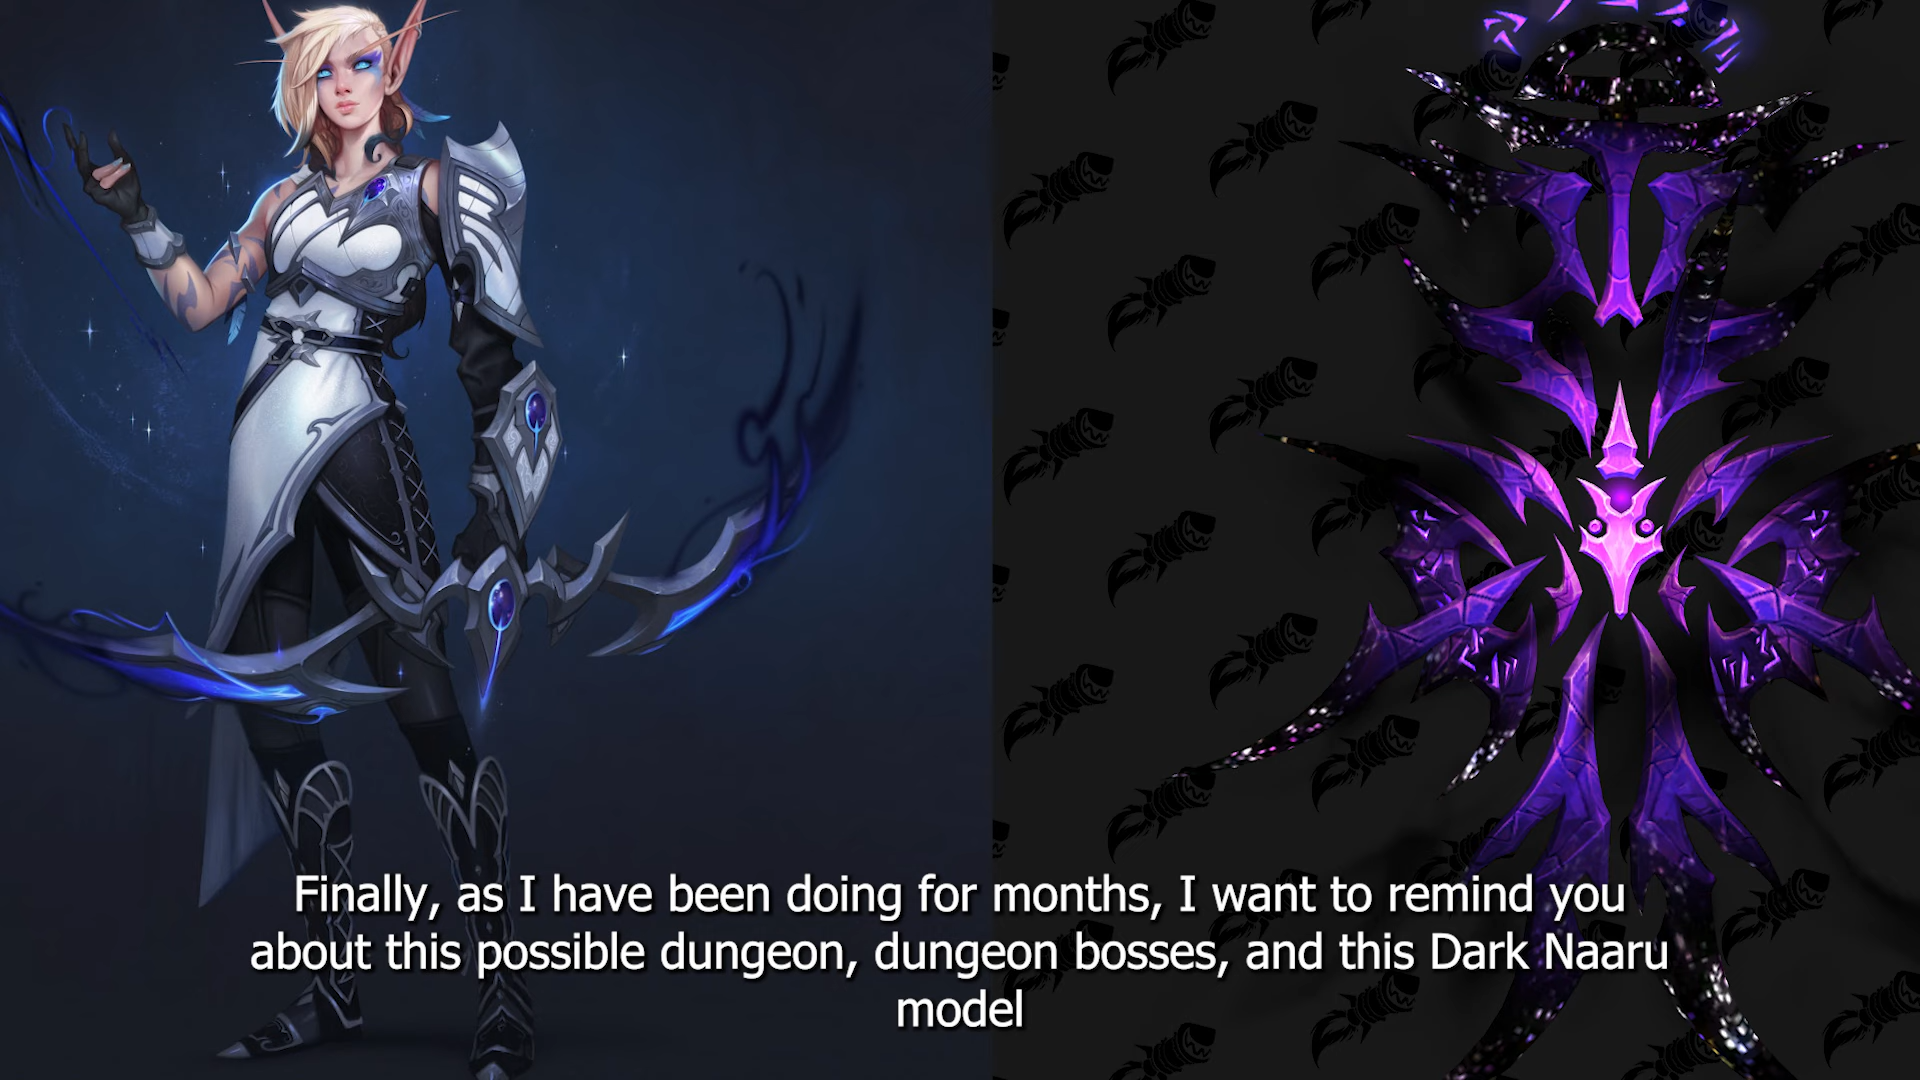 Finally, as I have been doing for months, I want to remind you
about this possible dungeon, dungeon bosses, and this Dark Naaru
model